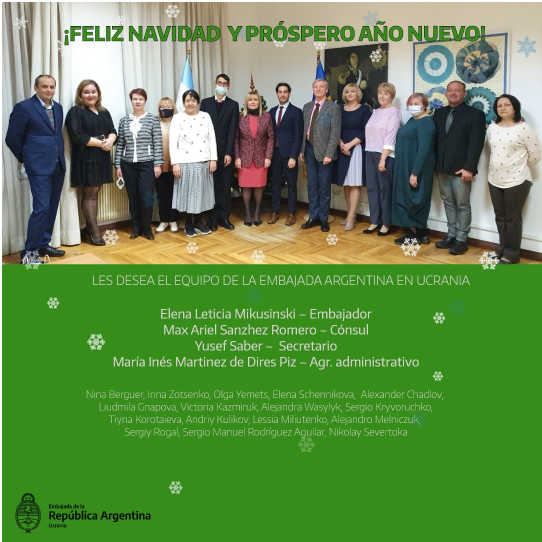 ¡FELIZ NAVIDAD Y PRÓSPERO AÑO NUEVO!
LES DESEA EL EQUIPO DE LA EMBAJADA ARGENTINA EN UCRANIA
Elena Leticia Mikusinski – Embajador
Max Ariel Sanzhez Romero – Cónsul
Yusef Saber – Secretario
María Inés Martinez de Dires Piz – Agr. administrativo
Nina Berguer, Irina Zotsenko, Olga Yemets, Elena Schennikova, Alexander Chadlov,
Liudmila Gnapova, Victoria Kazmiruk, Alejandra Wasylyk, Sergio Kryvoruchko,
Tiyna Korotaieva, Andriy Kulikov, Lessia Miliutenko, Alejandro Melniczuk,
Sergiy Rogal, Sergio Manuel Rodríguez Aguilar, Nikolay Severtoka
Embajada de la
República Argentina
Ucrania